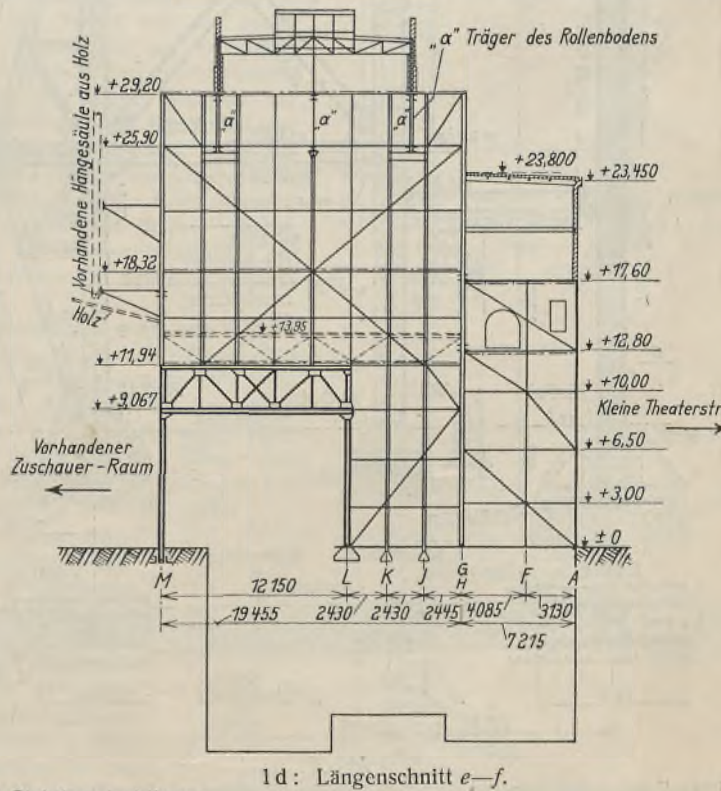 „α" Träger des Rollenbodens
+29,20
„α"
„α"
„α"
+25,90
Vorhandene Hängesäule aus Holz
+23,800
+23,450
+18,32
+17,60
Holz
+13,95
+12,80
+11,94
+10,00
+9,067
Kleine Theaterstr
+6,50
Vorhandener
Zuschauer-Raum
+3,00
±0
M L K J G H F A
12150
2430 2430 2445 4085 3130
19455
7215
1d: Längenschnitt e—f.